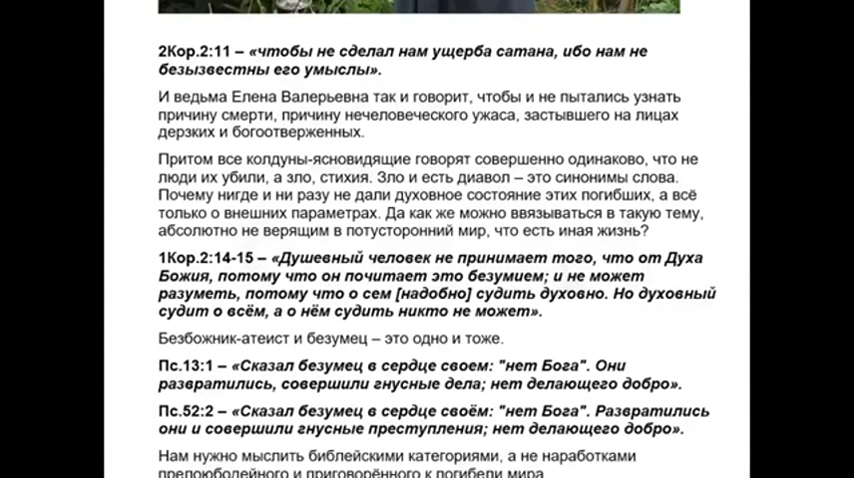 2Кор.2:11 – «чтобы не сделал нам ущерба сатана, ибо нам не
безызвестны его умыслы».
И ведьма Елена Валерьевна так и говорит, чтобы и не пытались узнать
причину смерти, причину нечеловеческого ужаса, застывшего на лицах
дерзких и богоотверженных.
Притом все колдуны-ясновидящие говорят совершенно одинаково, что не
люди их убили, а зло, стихия. Зло и есть диавол – это синонимы слова.
Почему нигде и ни разу не дали духовное состояние этих погибших, а всё
только о внешних параметрах. Да как же можно ввязываться в такую тему,
абсолютно не верящим в потусторонний мир, что есть иная жизнь?
1Кор.2:14-15 – «Душевный человек не принимает того, что от Духа
Божия, потому что он почитает это безумием; и не может
разуметь, потому что о сем [надобно] судить духовно. Но духовный
судит о всём, а о нём судить никто не может».
Безбожник-атеист и безумец – это одно и тоже.
Пс.13:1 – «Сказал безумец в сердце своем: "нет Бога". Они
развратились, совершили гнусные дела; нет делающего добро».
Пс.52:2 – «Сказал безумец в сердце своём: "нет Бога". Развратились
они и совершили гнусные преступления; нет делающего добро».
Нам нужно мыслить библейскими категориями, а не наработками
прелюбодейного и приговорённого к погибели мира